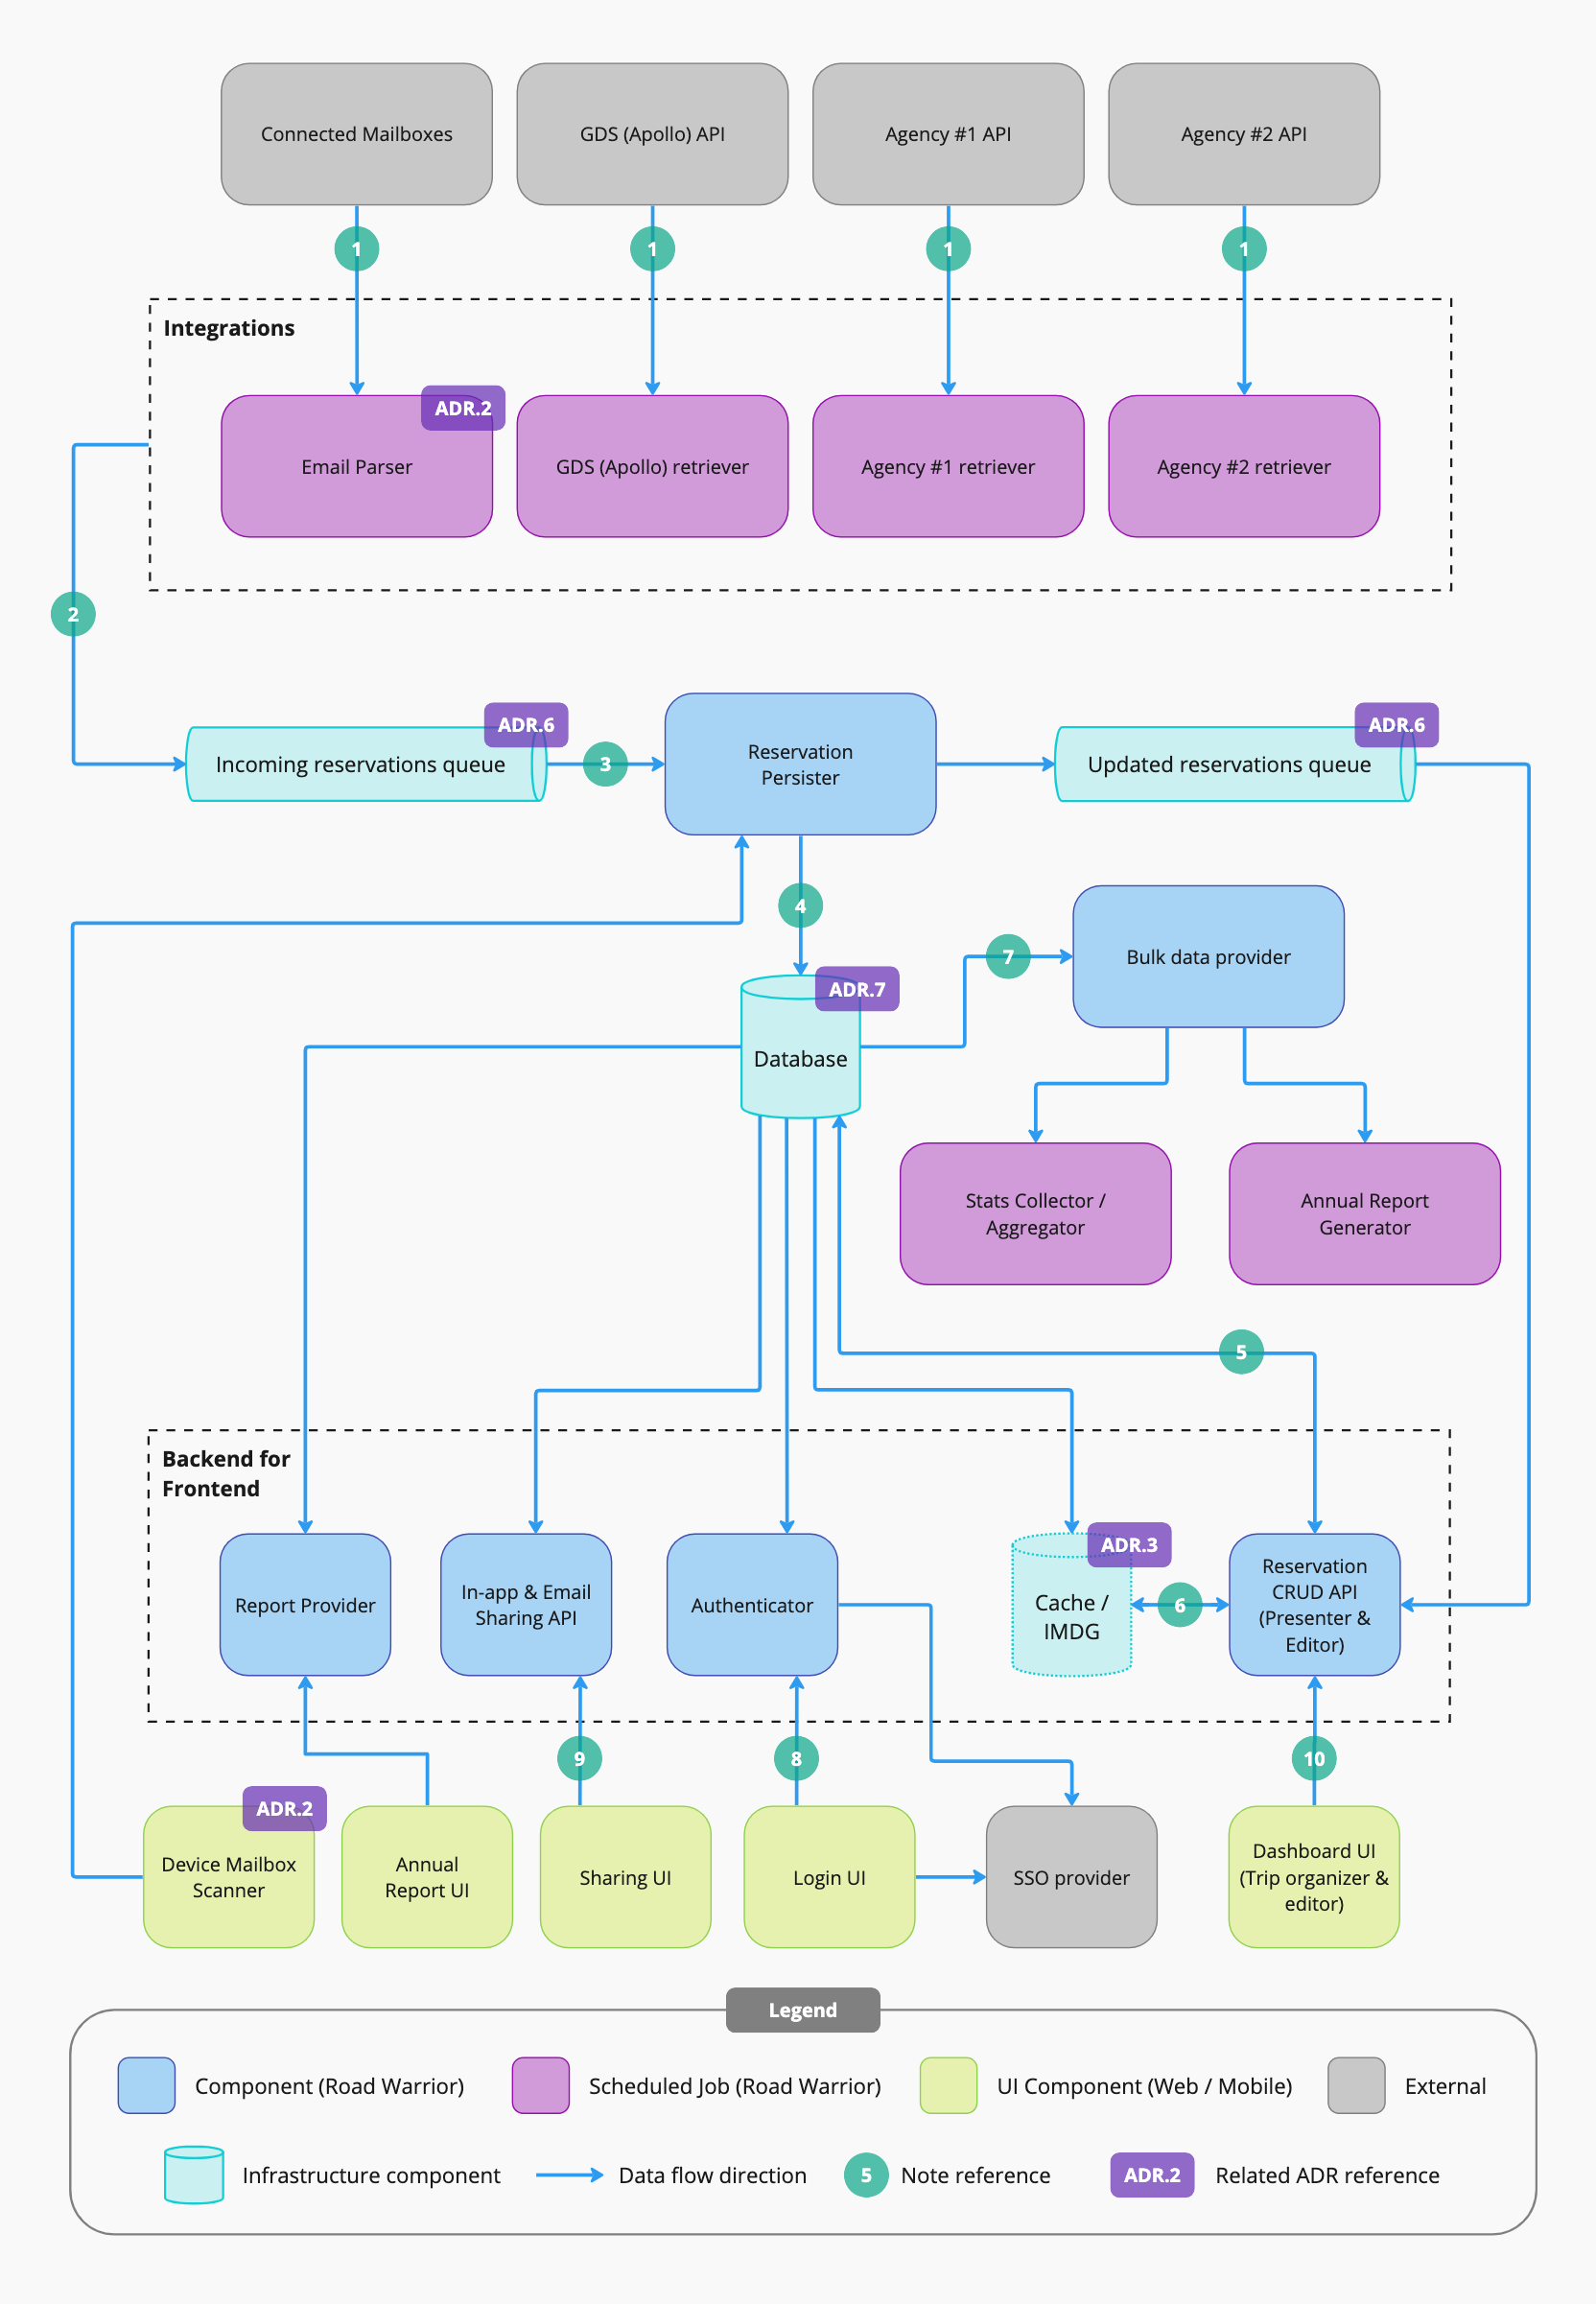 Connected Mailboxes
GDS (Apollo) API
Agency #1 API
Agency #2 API
1
1
1
1
Integrations
ADR.2
Email Parser
GDS (Apollo) retriever
Agency #1 retriever
Agency #2 retriever
2
ADR.6
Incoming reservations queue
3
Reservation
Persister
ADR.6
Updated reservations queue
4
7
Bulk data provider
ADR.7
Database
Stats Collector /
Aggregator
Annual Report
Generator
5
Backend for
Frontend
Report Provider
In-app & Email
Sharing API
Authenticator
ADR.3
Cache /
IMDG
6
Reservation
CRUD API
(Presenter &
Editor)
9
8
10
ADR.2
Device Mailbox
Scanner
Annual
Report UI
Sharing UI
Login UI
SSO provider
Dashboard UI
(Trip organizer &
editor)
Legend
Component (Road Warrior)
Scheduled Job (Road Warrior)
UI Component (Web / Mobile)
External
Infrastructure component
Data flow direction
5
Note reference
ADR.2
Related ADR reference